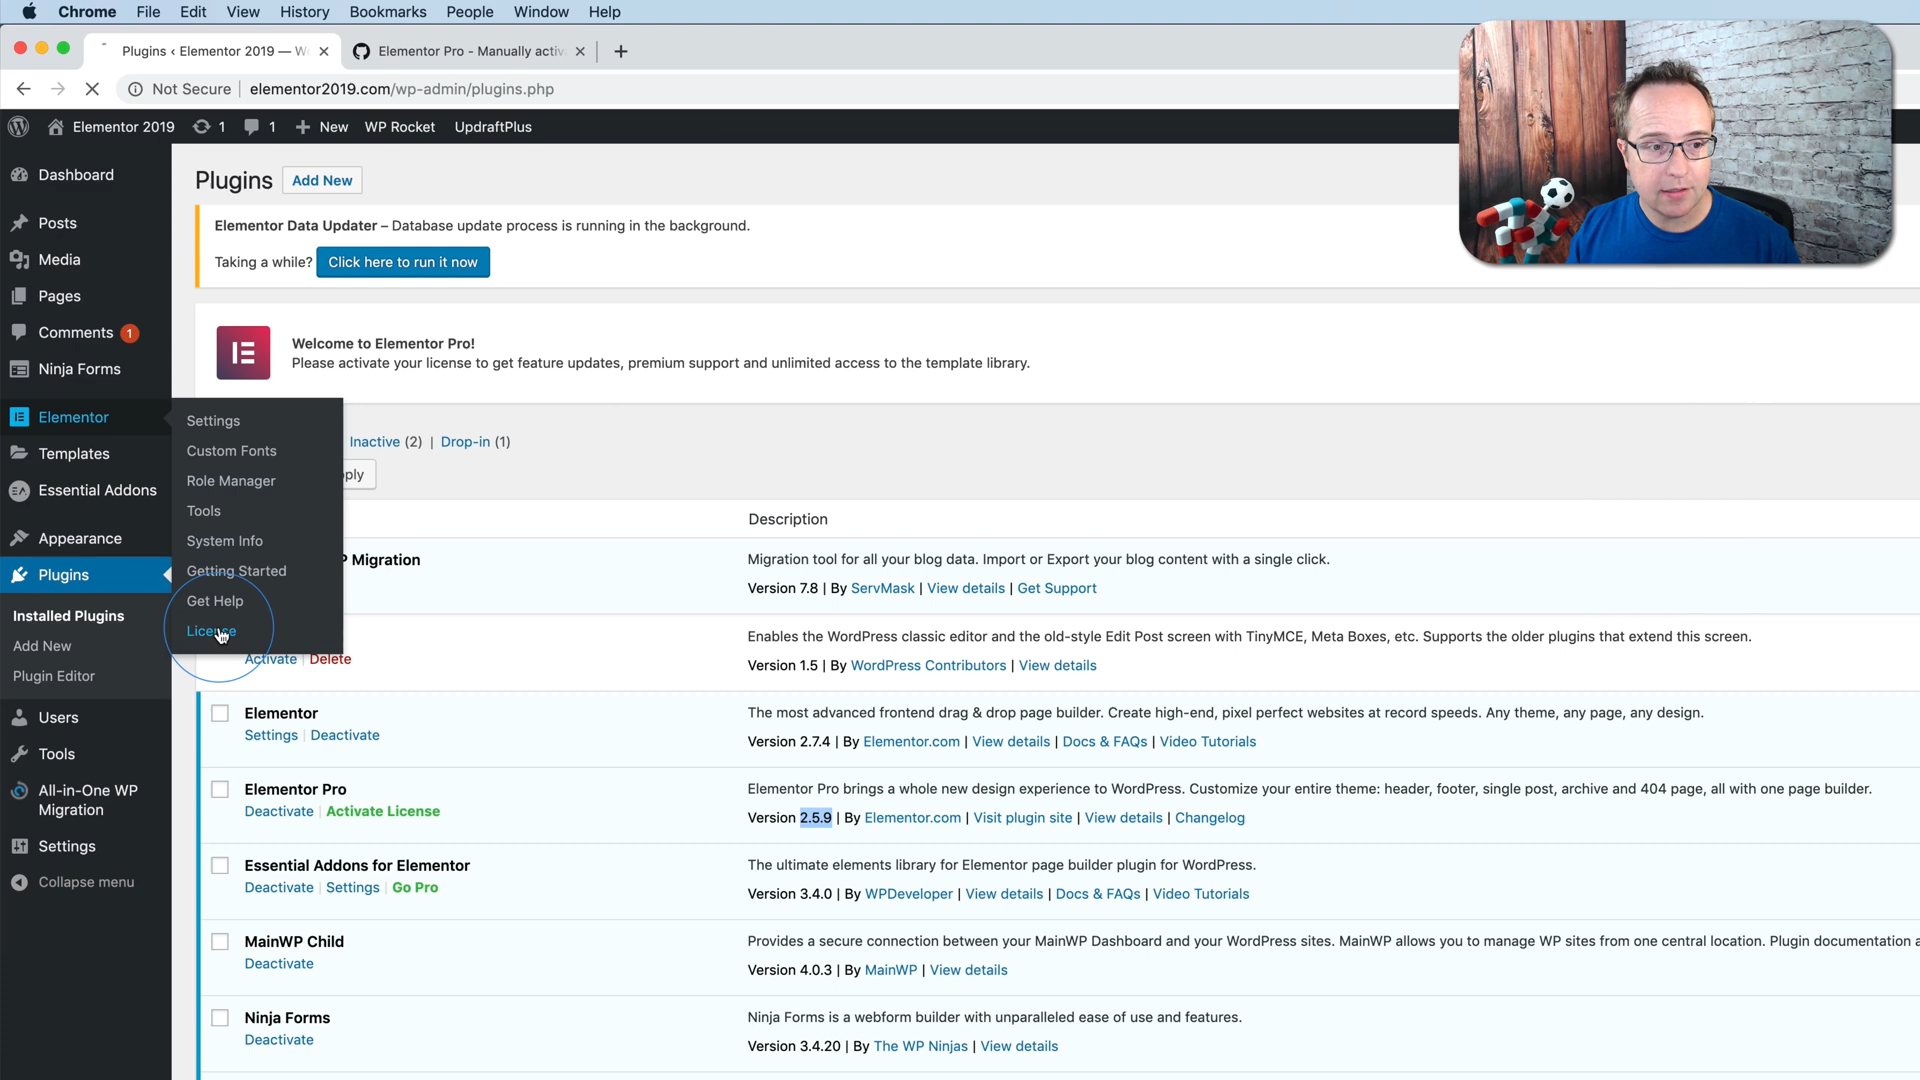 Chrome File Edit View History Bookmarks People Window Help
Plugins ‹ Elementor 2019 — W
Elementor Pro - Manually activ
Not Secure elementor2019.com/wp-admin/plugins.php
Elementor 2019 1 1 New WP Rocket UpdraftPlus
Dashboard
Posts
Media
Pages
Comments 1
Ninja Forms
Elementor
Templates
Essential Addons
Appearance
Plugins
Installed Plugins
Add New
Plugin Editor
Users
Tools
All-in-One WP
Migration
Settings
Collapse menu
Settings
Custom Fonts
Role Manager
Tools
System Info
Getting Started
Get Help
License
Plugins Add New
Elementor Data Updater – Database update process is running in the background.
Taking a while? Click here to run it now
Welcome to Elementor Pro!
Please activate your license to get feature updates, premium support and unlimited access to the template library.
Inactive (2) | Drop-in (1)
pply
Description
P Migration
Migration tool for all your blog data. Import or Export your blog content with a single click.
Version 7.8 | By ServMask | View details | Get Support
Enables the WordPress classic editor and the old-style Edit Post screen with TinyMCE, Meta Boxes, etc. Supports the older plugins that extend this screen.
Activate | Delete
Version 1.5 | By WordPress Contributors | View details
Elementor
Settings | Deactivate
The most advanced frontend drag & drop page builder. Create high-end, pixel perfect websites at record speeds. Any theme, any page, any design.
Version 2.7.4 | By Elementor.com | View details | Docs & FAQs | Video Tutorials
Elementor Pro
Deactivate | Activate License
Elementor Pro brings a whole new design experience to WordPress. Customize your entire theme: header, footer, single post, archive and 404 page, all with one page builder.
Version 2.5.9 | By Elementor.com | Visit plugin site | View details | Changelog
Essential Addons for Elementor
Deactivate | Settings | Go Pro
The ultimate elements library for Elementor page builder plugin for WordPress.
Version 3.4.0 | By WPDeveloper | View details | Docs & FAQs | Video Tutorials
MainWP Child
Deactivate
Provides a secure connection between your MainWP Dashboard and your WordPress sites. MainWP allows you to manage WP sites from one central location. Plugin documentation a
Version 4.0.3 | By MainWP | View details
Ninja Forms
Deactivate
Ninja Forms is a webform builder with unparalleled ease of use and features.
Version 3.4.20 | By The WP Ninjas | View details